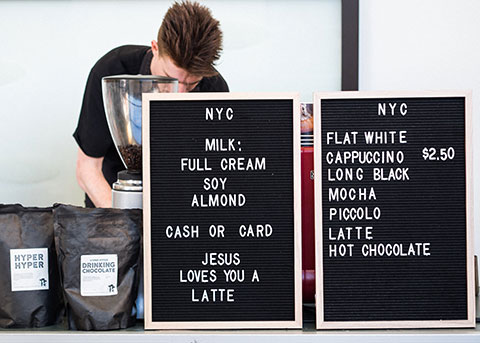 NYC
MILK:
FULL CREAM
SOY
ALMOND
CASH OR CARD
JESUS
LOVES YOU A
LATTE
NYC
FLAT WHITE
CAPPUCCINO $2.50
LONG BLACK
MOCHA
PICCOLO
LATTE
HOT CHOCOLATE
HYPER
HYPER
DRINKING
CHOCOLATE